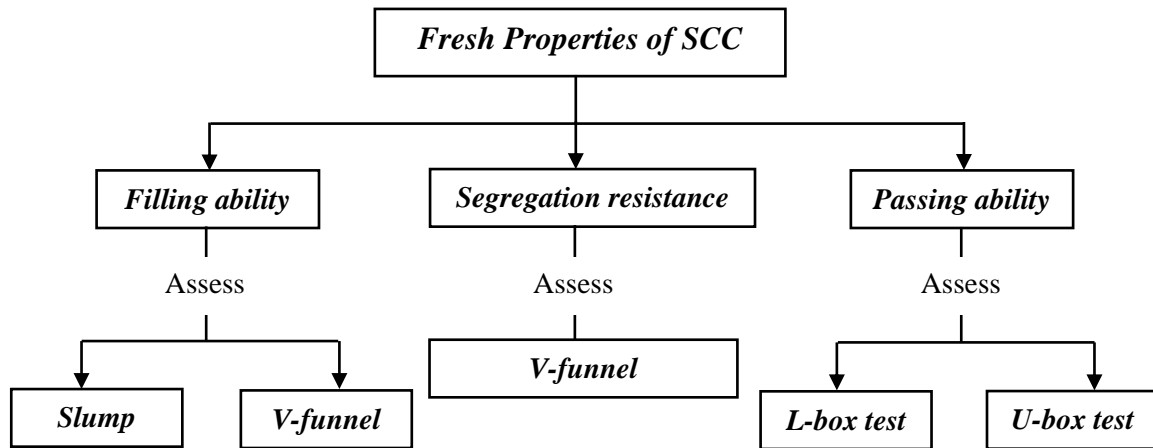 Fresh Properties of SCC
Filling ability
Segregation resistance
Passing ability
Assess
Assess
Assess
Slump
V-funnel
V-funnel
L-box test
U-box test